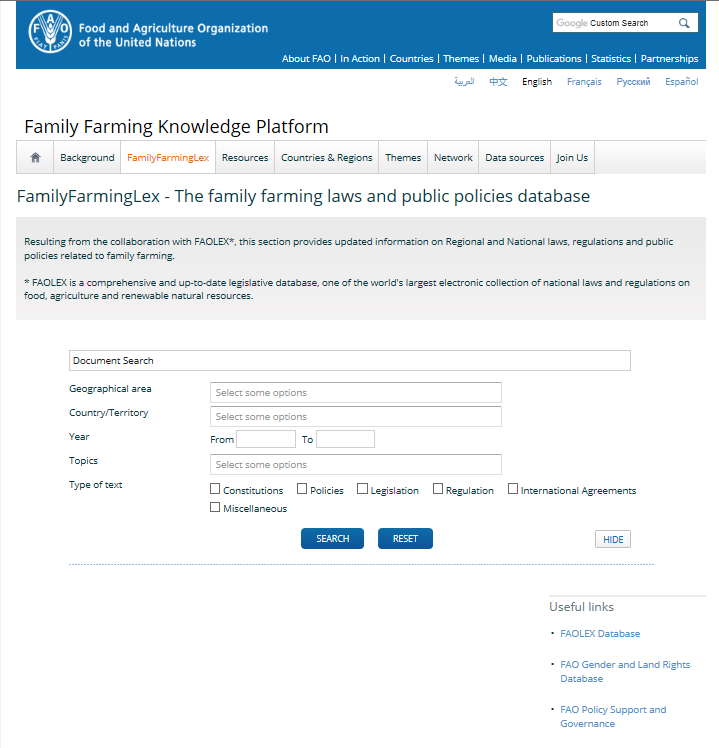 Food and Agriculture Organization
of the United Nations
Google Custom Search
About FAO | In Action | Countries | Themes | Media | Publications | Statistics | Partnerships
العربية 中文 English Français Русский Español
Family Farming Knowledge Platform
Background FamilyFarmingLex Resources Countries & Regions Themes Network Data sources Join Us
FamilyFarmingLex - The family farming laws and public policies database
Resulting from the collaboration with FAOLEX*, this section provides updated information on Regional and National laws, regulations and public
policies related to family farming.
* FAOLEX is a comprehensive and up-to-date legislative database, one of the world's largest electronic collection of national laws and regulations on
food, agriculture and renewable natural resources.
Document Search
Geographical area Select some options
Country/Territory Select some options
Year From To
Topics Select some options
Type of text Constitutions Policies Legislation Regulation International Agreements
Miscellaneous
SEARCH RESET HIDE
Useful links
• FAOLEX Database
• FAO Gender and Land Rights
Database
• FAO Policy Support and
Governance